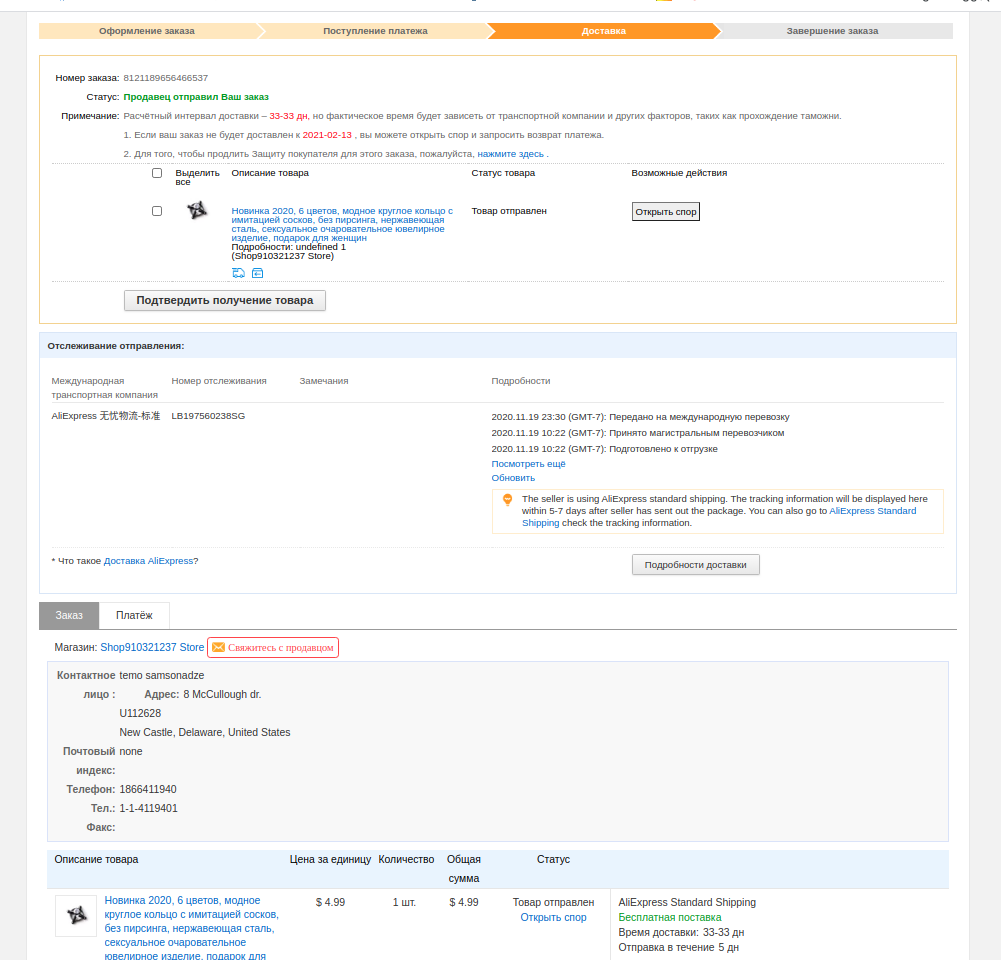 Оформление заказа
Поступление платежа
Доставка
Завершение заказа
Номер заказа: 8121189656466537
Статус: Продавец отправил Ваш заказ
Примечание: Расчётный интервал доставки – 33-33 дн, но фактическое время будет зависеть от транспортной компании и других факторов, таких как прохождение таможни.
1. Если ваш заказ не будет доставлен к 2021-02-13 , вы можете открыть спор и запросить возврат платежа.
2. Для того, чтобы продлить Защиту покупателя для этого заказа, пожалуйста, нажмите здесь .
Выделить
все
Описание товара
Статус товара
Возможные действия
Новинка 2020, 6 цветов, модное круглое кольцо с
имитацией сосков, без пирсинга, нержавеющая
сталь, сексуальное очаровательное ювелирное
изделие, подарок для женщин
Подробности: undefined 1
(Shop910321237 Store)
Товар отправлен
Открыть спор
Подтвердить получение товара
Отслеживание отправления:
Международная
транспортная компания
Номер отслеживания
Замечания
Подробности
AliExpress 无忧物流-标准
LB197560238SG
2020.11.19 23:30 (GMT-7): Передано на международную перевозку
2020.11.19 10:22 (GMT-7): Принято магистральным перевозчиком
2020.11.19 10:22 (GMT-7): Подготовлено к отгрузке
Посмотреть ещё
Обновить
The seller is using AliExpress standard shipping. The tracking information will be displayed here
within 5-7 days after seller has sent out the package. You can also go to AliExpress Standard
Shipping check the tracking information.
* Что такое Доставка AliExpress?
Подробности доставки
Заказ
Платёж
Магазин: Shop910321237 Store
Свяжитесь с продавцом
Контактное temo samsonadze
лицо : Адрес: 8 McCullough dr.
U112628
New Castle, Delaware, United States
Почтовый none
индекс:
Телефон: 1866411940
Тел.: 1-1-4119401
Факс:
Описание товара
Цена за единицу
Количество
Общая
сумма
Статус
Новинка 2020, 6 цветов, модное
круглое кольцо с имитацией сосков,
без пирсинга, нержавеющая сталь,
сексуальное очаровательное
ювелирное изделие, подарок для
$ 4.99
1 шт.
$ 4.99
Товар отправлен
Открыть спор
AliExpress Standard Shipping
Бесплатная поставка
Время доставки: 33-33 дн
Отправка в течение 5 дн